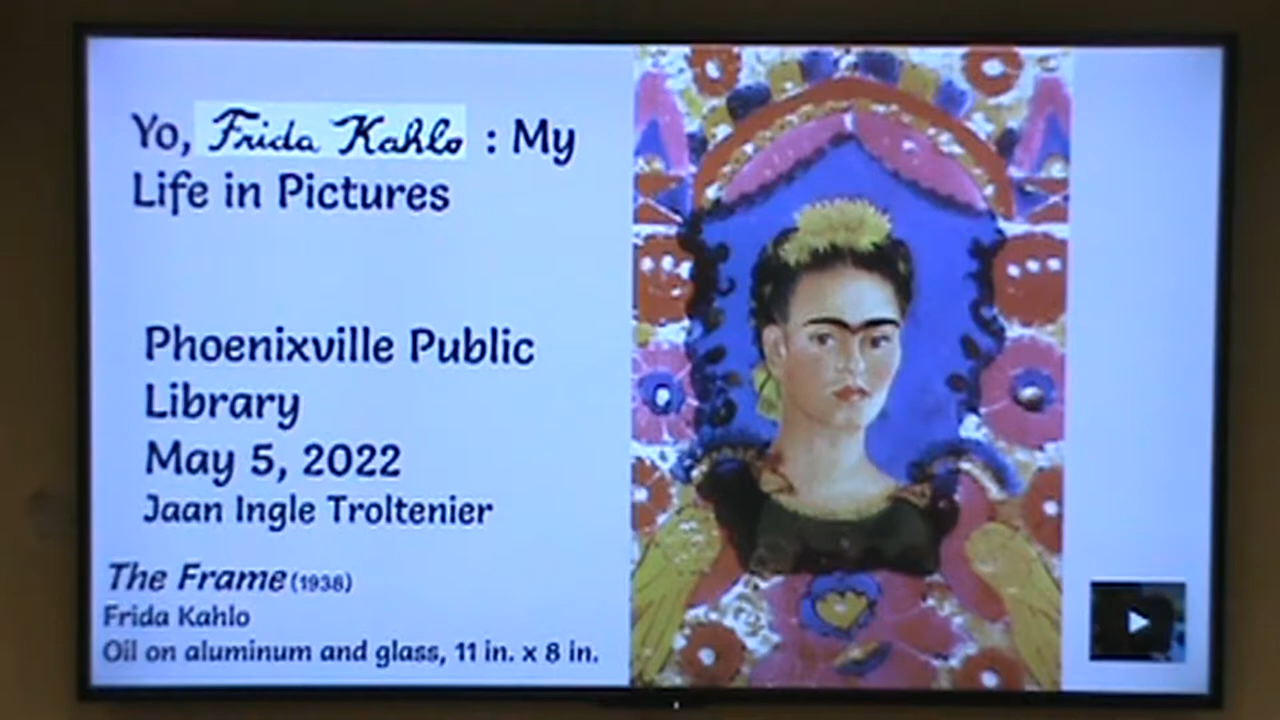 Yo, Frida Kahlo : My
Life in Pictures
Phoenixville Public
Library
May 5, 2022
Jaan Ingle Troltenier
The Frame (1938)
Frida Kahlo
Oil on aluminum and glass, 11 in. x 8 in.